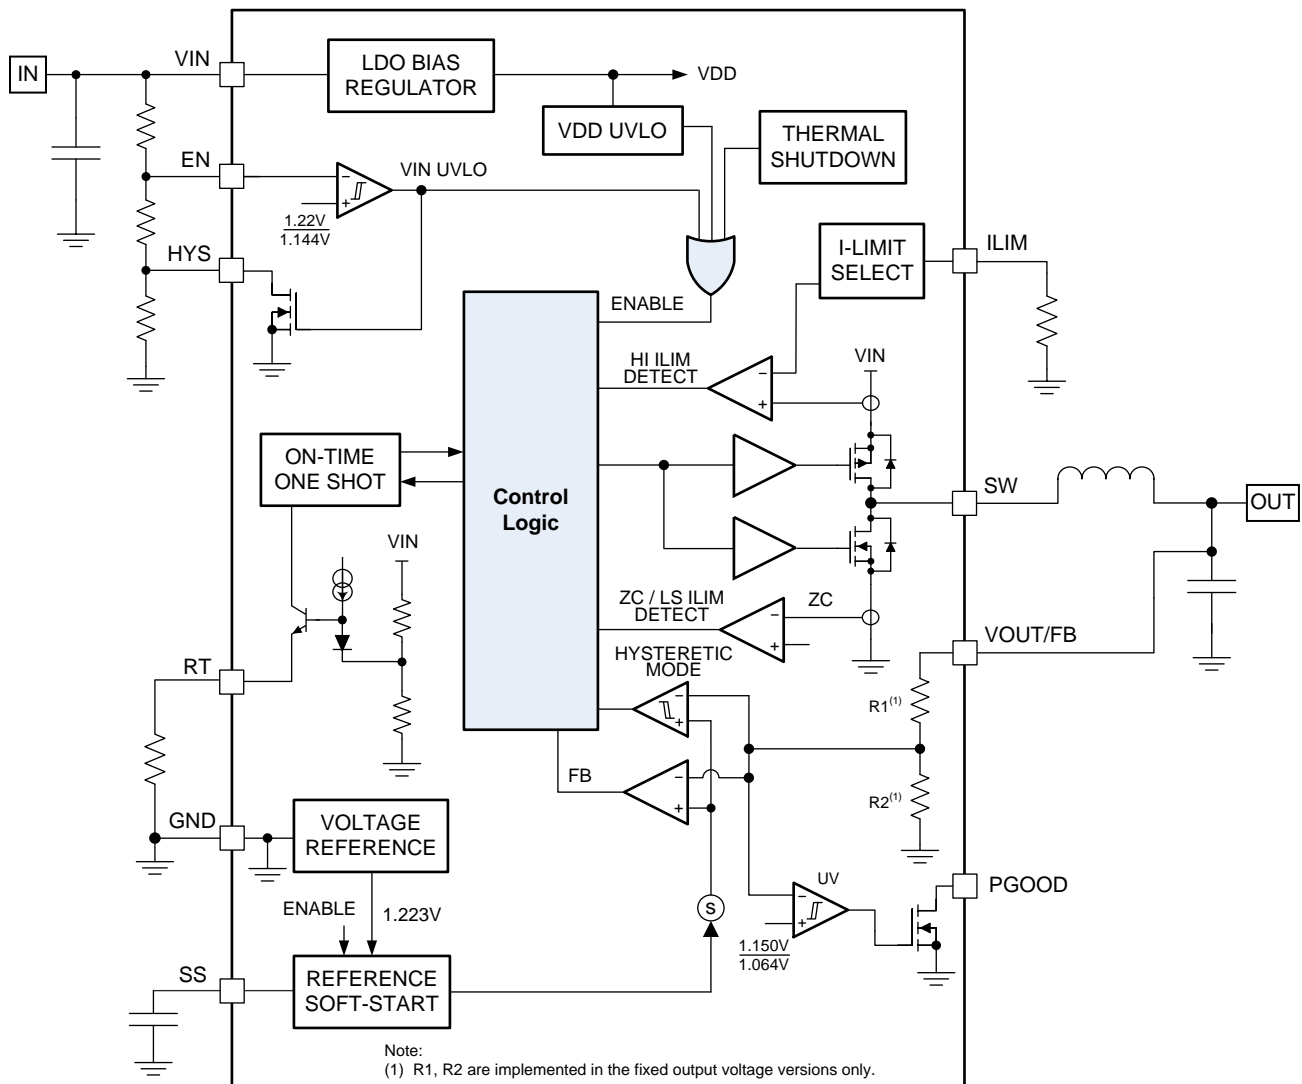 IN
VIN
LDO BIAS
REGULATOR
VDD
VDD UVLO
THERMAL
SHUTDOWN
EN
VIN UVLO
−
+
1.22V
1.144V
HYS
I-LIMIT
SELECT
ILIM
ENABLE
HI ILIM
DETECT
−
+
VIN
ON-TIME
ONE SHOT
Control
Logic
SW
OUT
VIN
ZC / LS ILIM
DETECT
−
+
ZC
VOUT/FB
HYSTERETIC
MODE
−
+
RT
R1(1)
FB
−
+
R2(1)
GND
VOLTAGE
REFERENCE
ENABLE
1.223V
S
UV
−
+
1.150V
1.064V
PGOOD
SS
REFERENCE
SOFT-START
Note:
(1) R1, R2 are implemented in the fixed output voltage versions only.